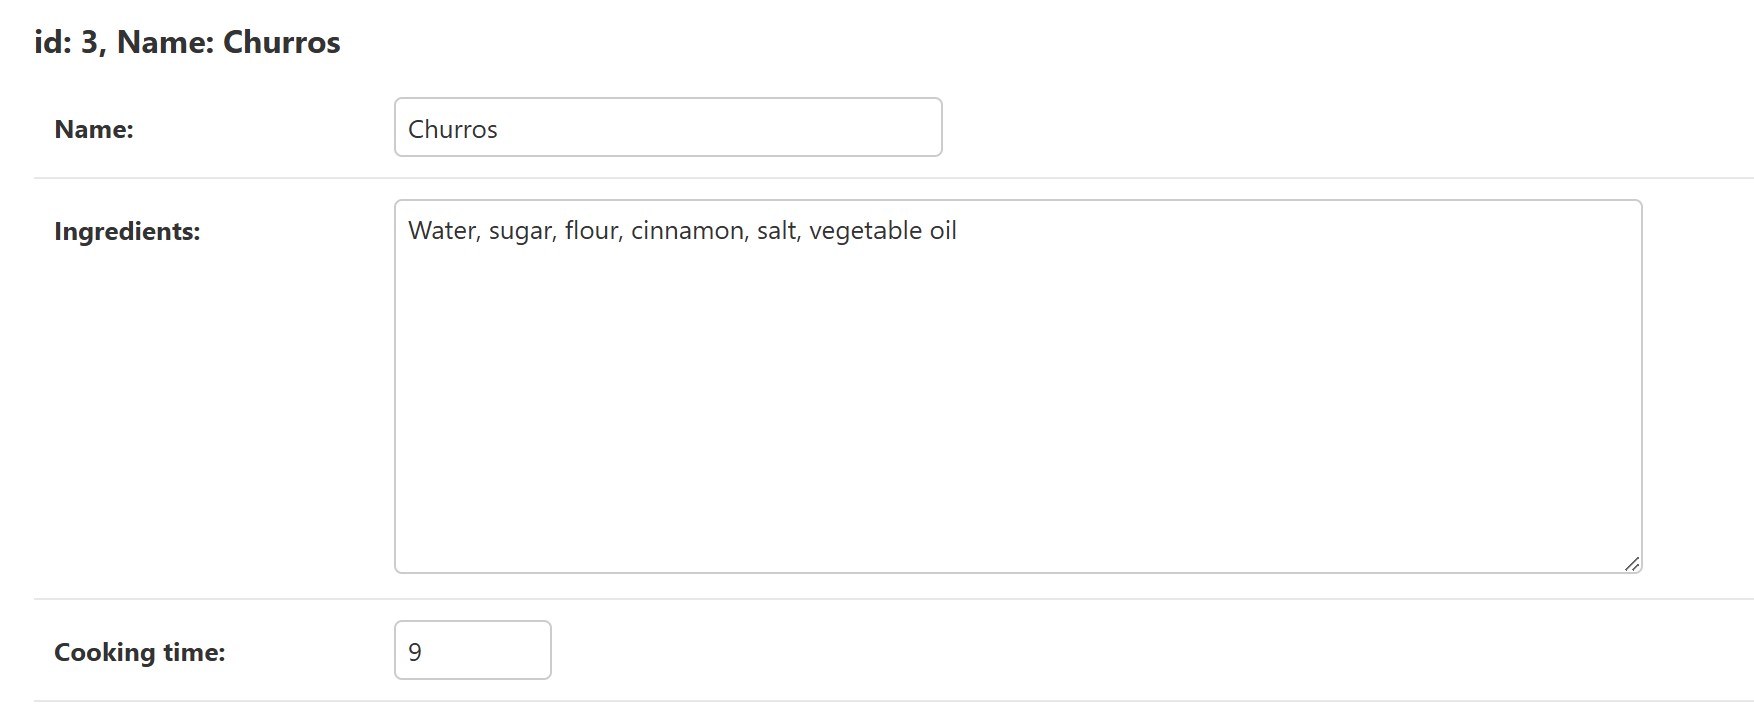 id: 3, Name: Churros
Name:
Churros
Ingredients:
Water, sugar, flour, cinnamon, salt, vegetable oil
Cooking time:
9